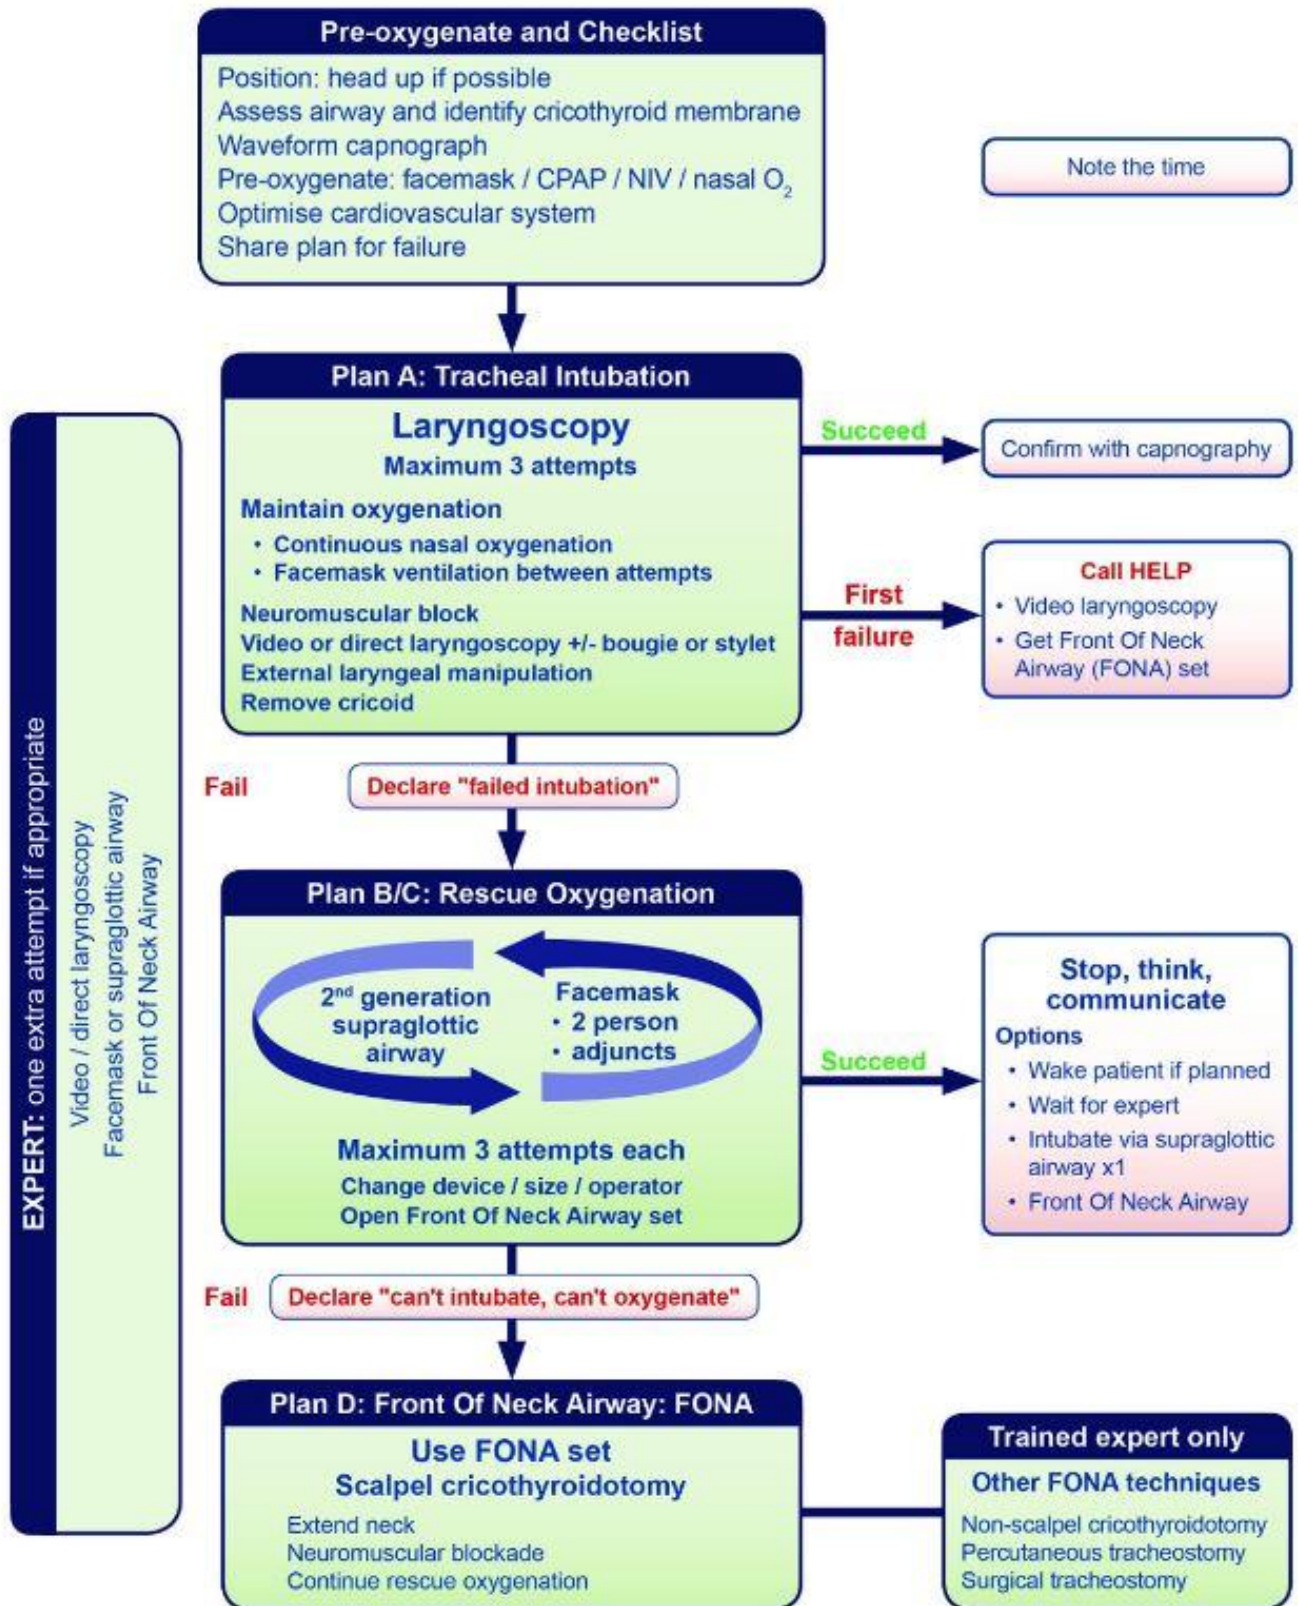 Pre-oxygenate and Checklist
Position: head up if possible
Assess airway and identify cricothyroid membrane
Waveform capnograph
Pre-oxygenate: facemask / CPAP / NIV / nasal O₂
Optimise cardiovascular system
Share plan for failure
Note the time
Plan A: Tracheal Intubation
Laryngoscopy
Maximum 3 attempts
Maintain oxygenation
• Continuous nasal oxygenation
• Facemask ventilation between attempts
Neuromuscular block
Video or direct laryngoscopy +/- bougie or stylet
External laryngeal manipulation
Remove cricoid
Succeed
Confirm with capnography
First
failure
Call HELP
• Video laryngoscopy
• Get Front Of Neck
Airway (FONA) set
Fail
Declare "failed intubation"
Plan B/C: Rescue Oxygenation
2nd generation
supraglottic
airway
Facemask
• 2 person
• adjuncts
Maximum 3 attempts each
Change device / size / operator
Open Front Of Neck Airway set
Succeed
Stop, think,
communicate
Options
• Wake patient if planned
• Wait for expert
• Intubate via supraglottic
airway x1
• Front Of Neck Airway
Fail
Declare "can't intubate, can't oxygenate"
Plan D: Front Of Neck Airway: FONA
Use FONA set
Scalpel cricothyroidotomy
Extend neck
Neuromuscular blockade
Continue rescue oxygenation
Trained expert only
Other FONA techniques
Non-scalpel cricothyroidotomy
Percutaneous tracheostomy
Surgical tracheostomy
EXPERT: one extra attempt if appropriate
Video / direct laryngoscopy
Facemask or supraglottic airway
Front Of Neck Airway